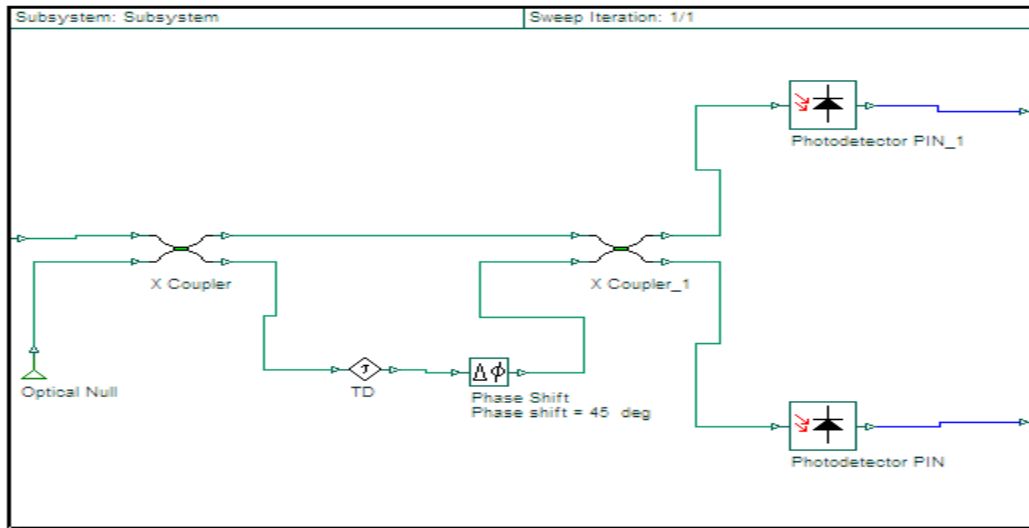 Subsystem: Subsystem
Sweep Iteration: 1/1
Photodetector PIN_1
X Coupler
X Coupler_1
Optical Null
TD
Δϕ
Phase Shift
Phase shift = 45 deg
Photodetector PIN